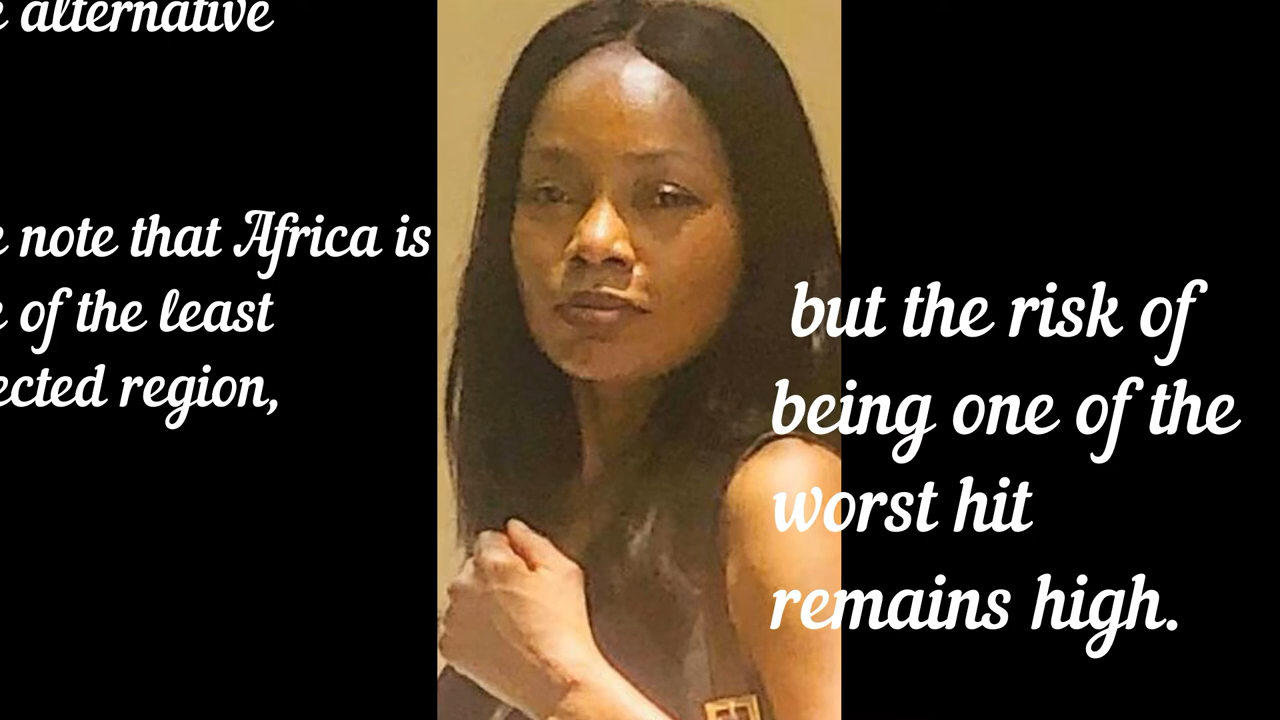 alternative
note that Africa is
of the least
region,
but the risk of
being one of the
worst hit
remains high.